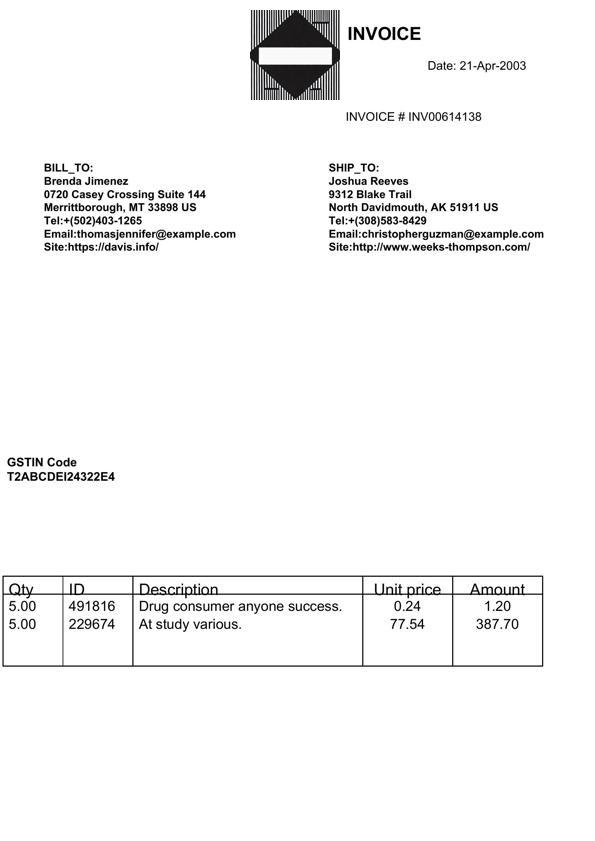 INVOICE
Date: 21-Apr-2003
INVOICE # INV00614138
BILL_TO:
Brenda Jimenez
0720 Casey Crossing Suite 144
Merrittborough, MT 33898 US
Tel:+(502)403-1265
Email:thomasjennifer@example.com
Site:https://davis.info/
SHIP_TO:
Joshua Reeves
9312 Blake Trail
North Davidmouth, AK 51911 US
Tel:+(308)583-8429
Email:christopherguzman@example.com
Site:http://www.weeks-thompson.com/
GSTIN Code
T2ABCDEI24322E4
Qty ID Description Unit price Amount
5.00 491816 Drug consumer anyone success. 0.24 1.20
5.00 229674 At study various. 77.54 387.70